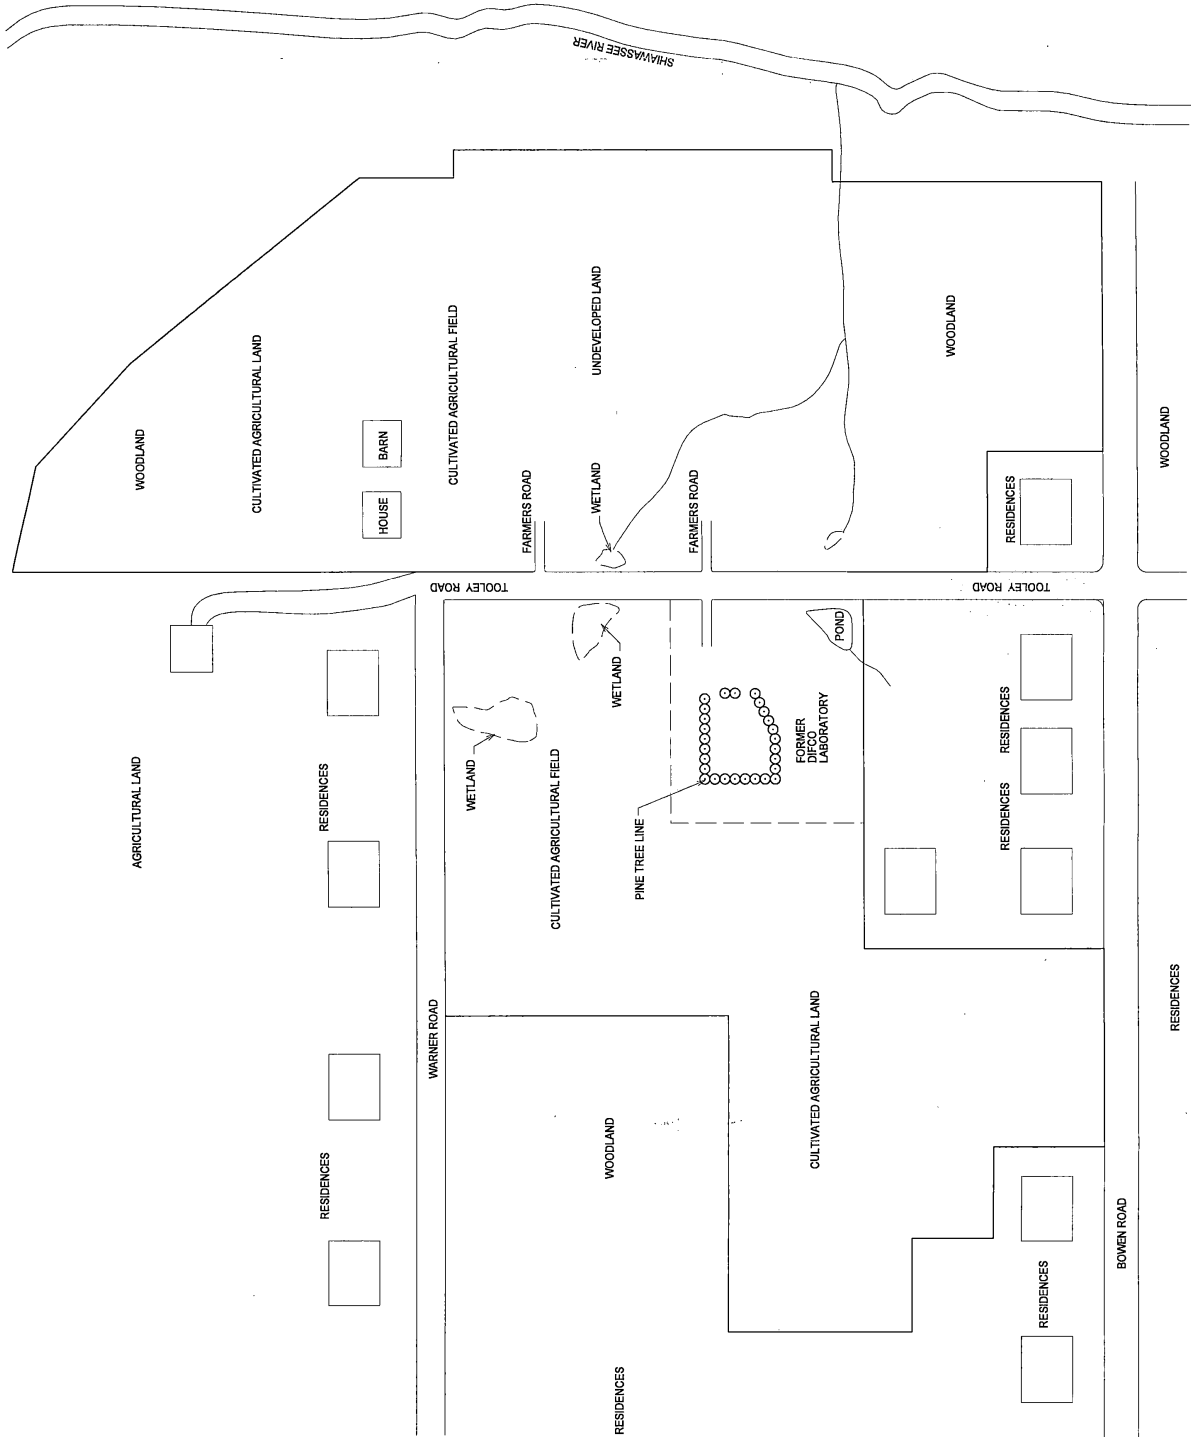 SHIAWASSEE RIVER
WOODLAND
CULTIVATED AGRICULTURAL LAND
CULTIVATED AGRICULTURAL FIELD
UNDEVELOPED LAND
WOODLAND
WOODLAND
BARN
HOUSE
FARMERS ROAD
WETLAND
FARMERS ROAD
RESIDENCES
TOOLEY ROAD
TOOLEY ROAD
AGRICULTURAL LAND
RESIDENCES
WETLAND
WETLAND
CULTIVATED AGRICULTURAL FIELD
PINE TREE LINE
FORMER
DIFCO
LABORATORY
POND
RESIDENCES
RESIDENCES
WARNER ROAD
RESIDENCES
WOODLAND
CULTIVATED AGRICULTURAL LAND
RESIDENCES
BOWEN ROAD
RESIDENCES
RESIDENCES